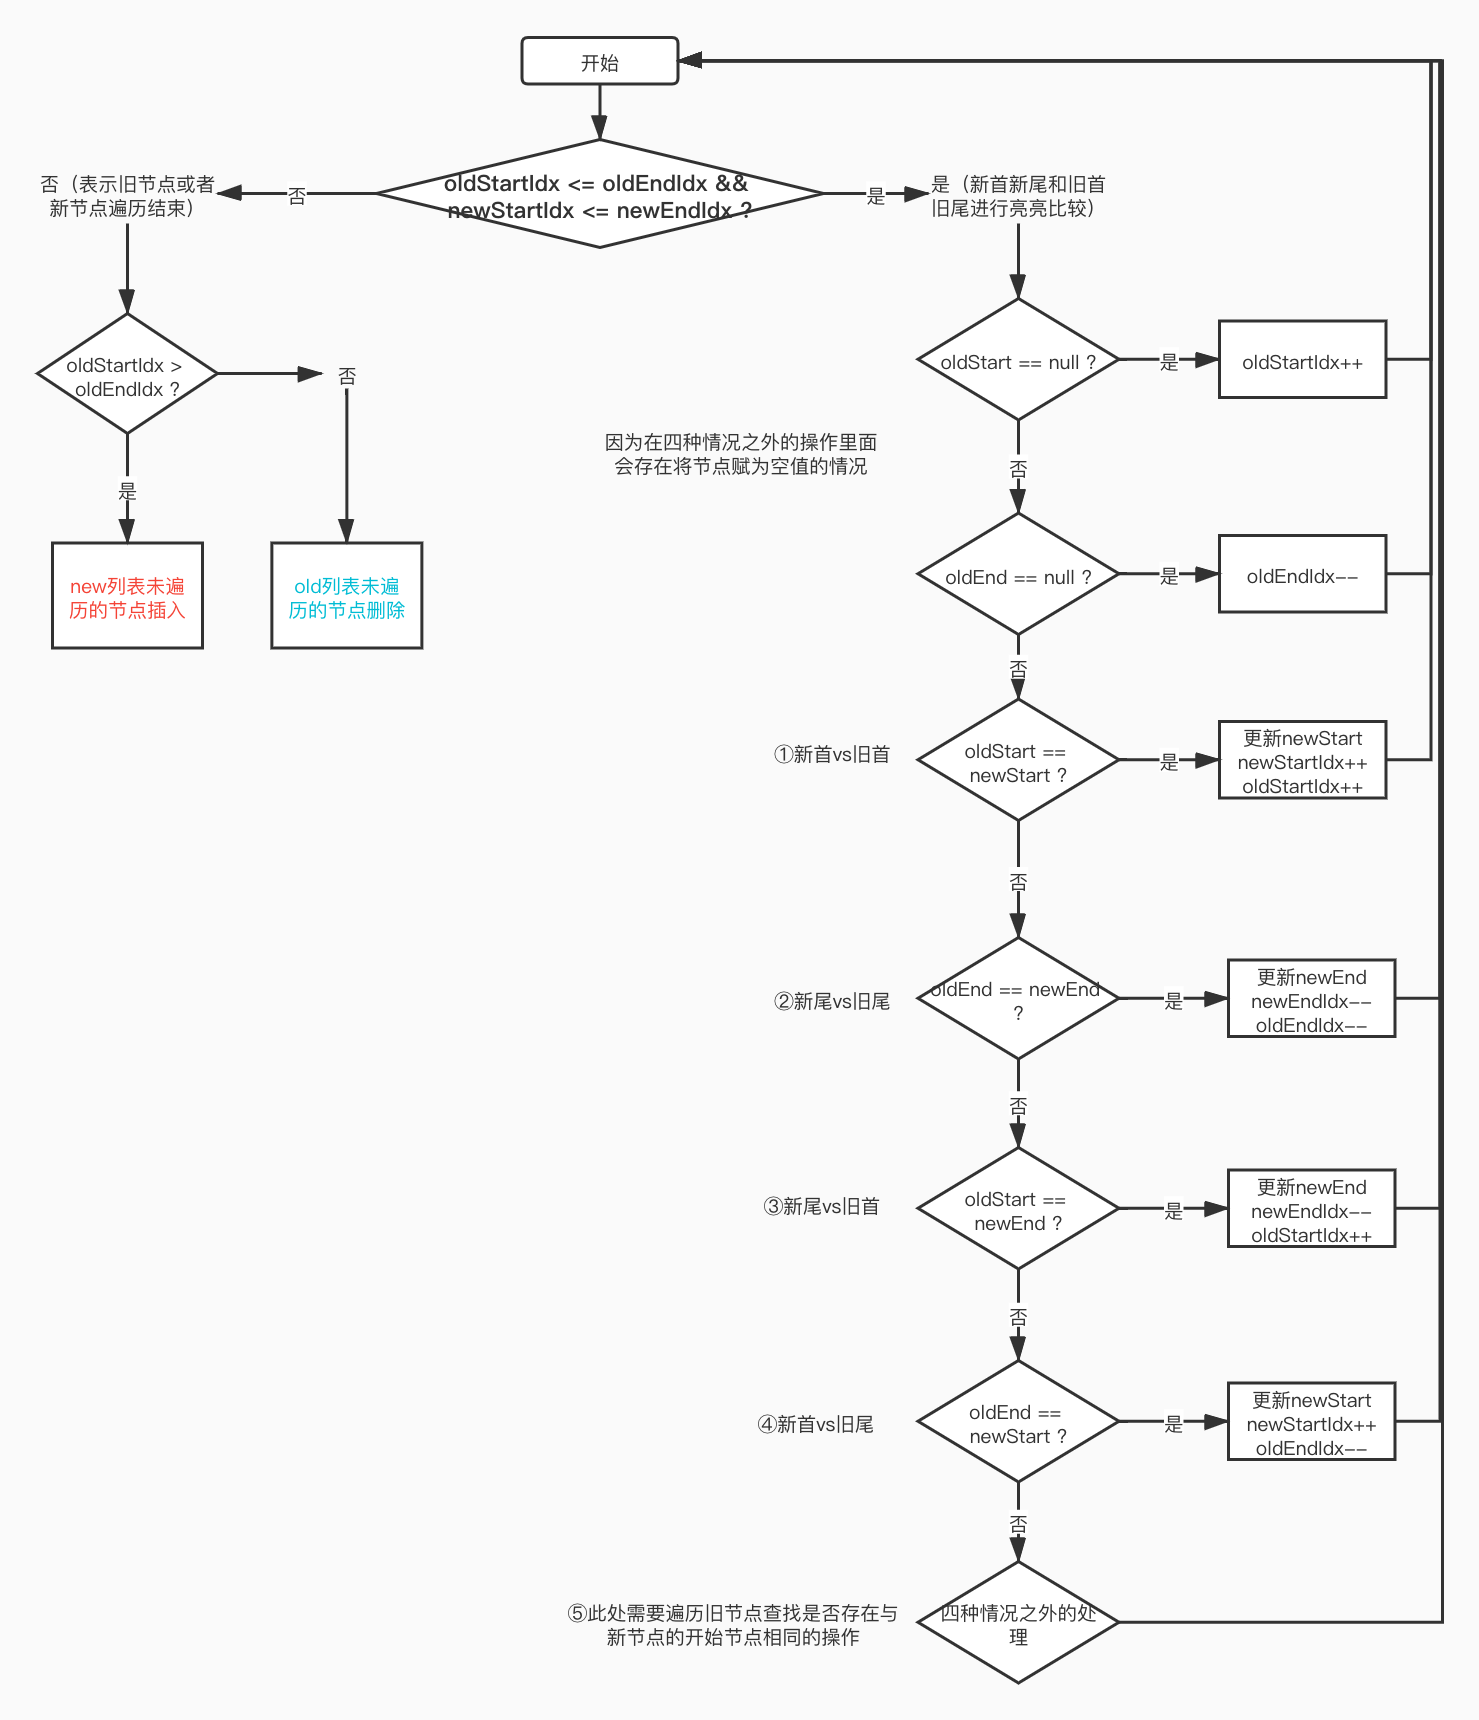 开始
oldStartIdx <= oldEndIdx &&
newStartIdx <= newEndIdx ?
否
是
否（表示旧节点或者
新节点遍历结束）
是（新首新尾和旧首
旧尾进行亮亮比较）
oldStartIdx >
oldEndIdx ?
否
是
new列表未遍
历的节点插入
old列表未遍
历的节点删除
oldStart == null ?
是
oldStartIdx++
因为在四种情况之外的操作里面
会存在将节点赋为空值的情况
否
oldEnd == null ?
是
oldEndIdx--
否
①新首vs旧首
oldStart ==
newStart ?
是
更新newStart
newStartIdx++
oldStartIdx++
否
②新尾vs旧尾
oldEnd == newEnd
?
是
更新newEnd
newEndIdx--
oldEndIdx--
否
③新尾vs旧首
oldStart ==
newEnd ?
是
更新newEnd
newEndIdx--
oldStartIdx++
否
④新首vs旧尾
oldEnd ==
newStart ?
是
更新newStart
newStartIdx++
oldEndIdx--
否
⑤此处需要遍历旧节点查找是否存在与
新节点的开始节点相同的操作
四种情况之外的处
理